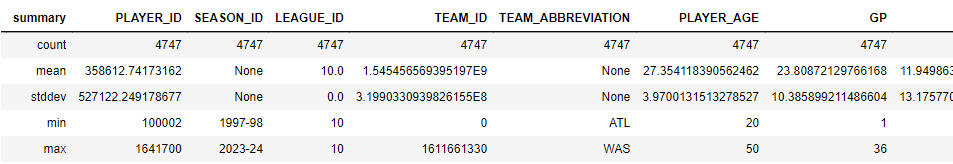 summary PLAYER_ID SEASON_ID LEAGUE_ID TEAM_ID TEAM_ABBREVIATION PLAYER_AGE GP
count 4747 4747 4747 4747 4747 4747 4747
mean 358612.74173162 None 10.0 1.545456569395197E9 None 27.354118390562462 23.80872129766168 11.949863
stddev 527122.249178677 None 0.0 3.1990330939826155E8 None 3.9700131513278527 10.385899211486604 13.175770
min 100002 1997-98 10 0 ATL 20 1
max 1641700 2023-24 10 1611661330 WAS 50 36